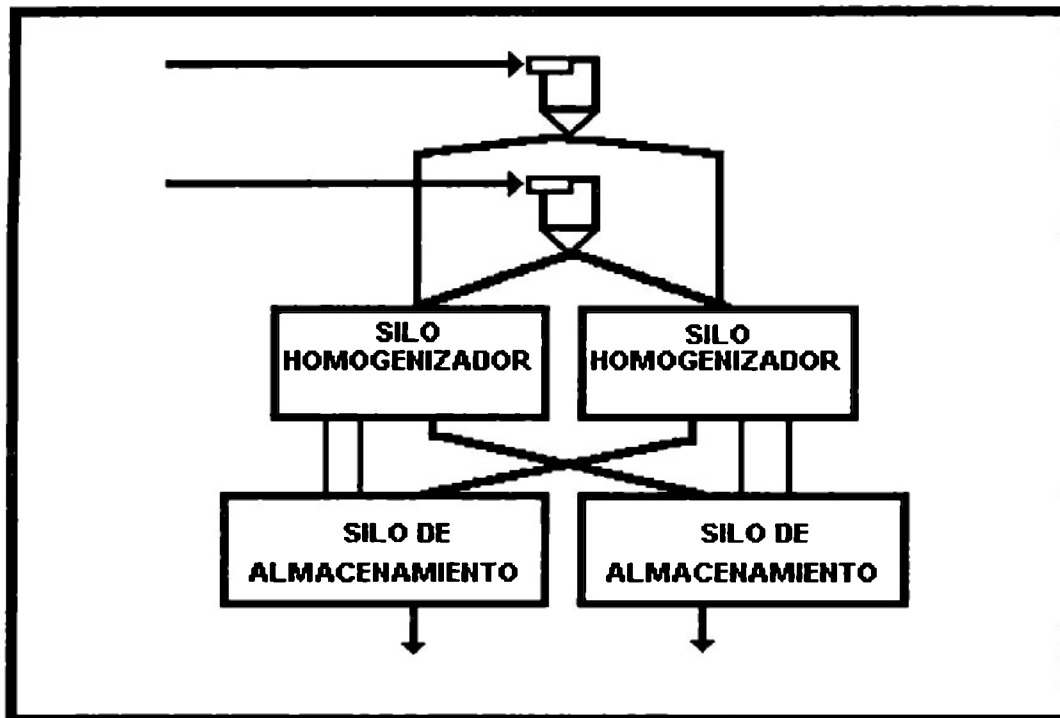 SILO
HOMOGENIZADOR
SILO
HOMOGENIZADOR
SILO DE
ALMACENAMIENTO
SILO DE
ALMACENAMIENTO